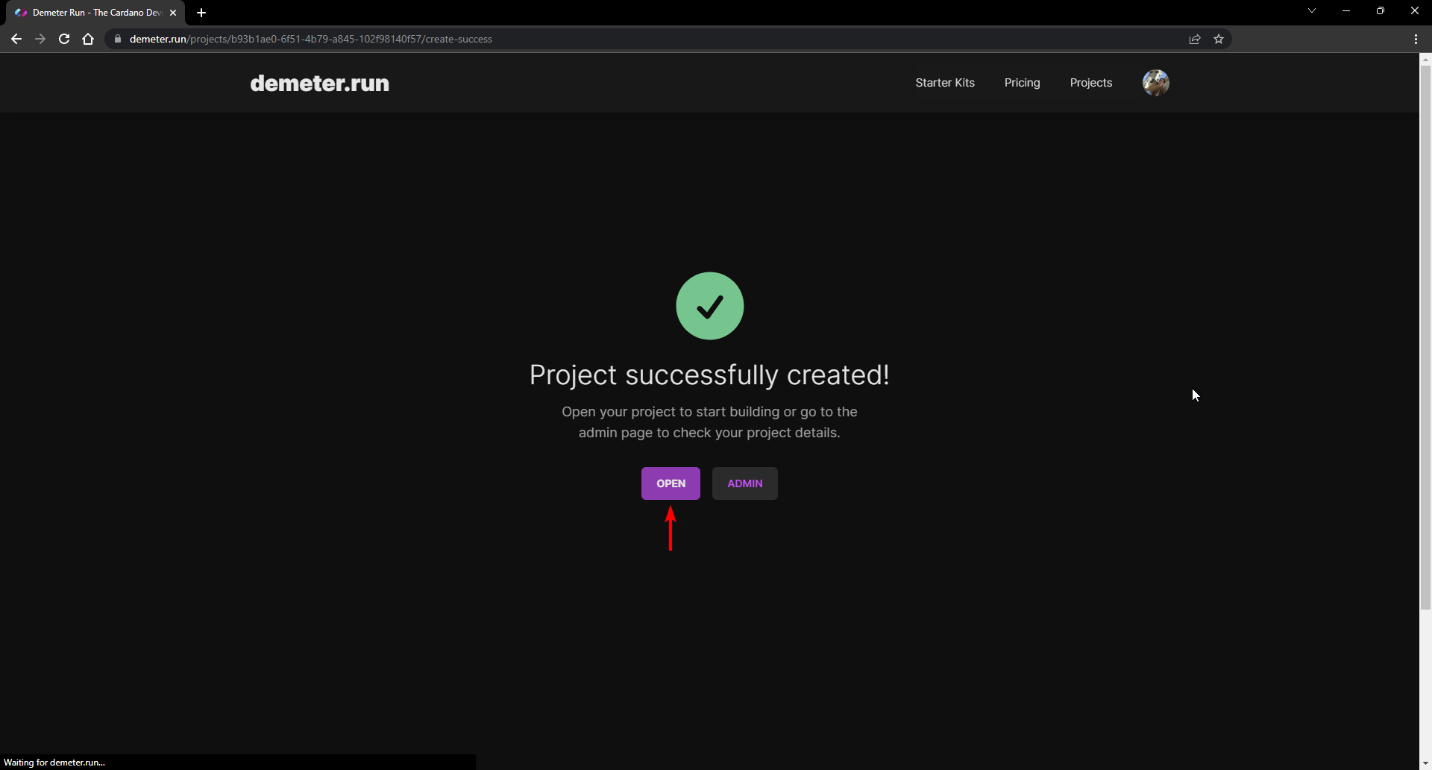 Demeter Run - The Cardano Dev
demeter.run/projects/b93b1ae0-6f51-4b79-a845-102f98140f57/create-success
demeter.run
Starter Kits
Pricing
Projects
Project successfully created!
Open your project to start building or go to the
admin page to check your project details.
OPEN
ADMIN
Waiting for demeter.run...